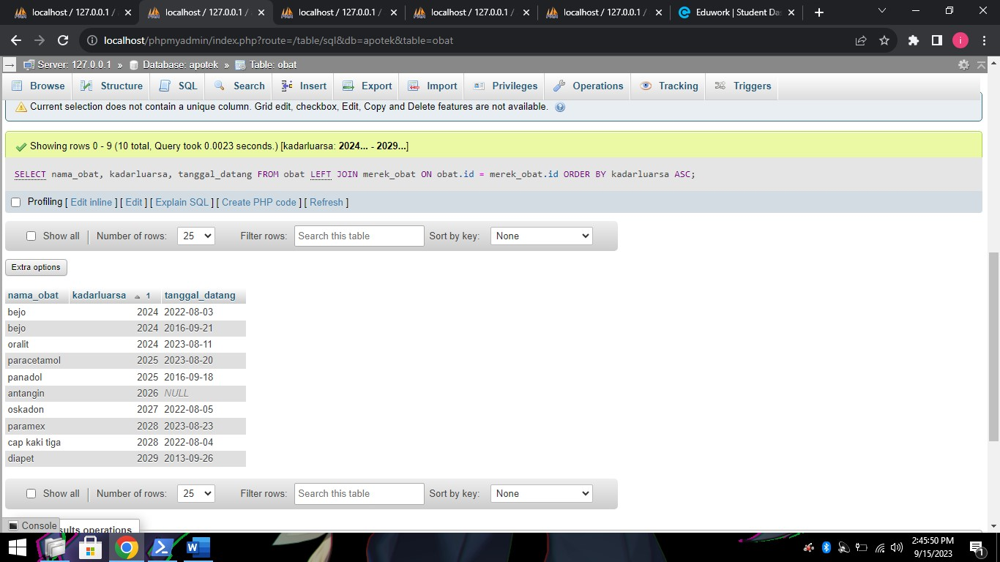 localhost / 127.0.0.1 /
localhost / 127.0.0.1 /
localhost / 127.0.0.1 /
localhost / 127.0.0.1 /
localhost / 127.0.0.1 /
Eduwork | Student Da
localhost/phpmyadmin/index.php?route=/table/sql&db=apotek&table=obat
i
Server: 127.0.0.1 » Database: apotek » Table: obat
Browse Structure SQL Search Insert Export Import Privileges Operations Tracking Triggers
Current selection does not contain a unique column. Grid edit, checkbox, Edit, Copy and Delete features are not available.
Showing rows 0 - 9 (10 total, Query took 0.0023 seconds.) [kadarluarsa: 2024... - 2029...]
SELECT nama_obat, kadarluarsa, tanggal_datang FROM obat LEFT JOIN merek_obat ON obat.id = merek_obat.id ORDER BY kadarluarsa ASC;
Profiling [ Edit inline ] [ Edit ] [ Explain SQL ] [ Create PHP code ] [ Refresh ]
Show all Number of rows: 25 Filter rows: Search this table Sort by key: None
Extra options
nama_obat kadarluarsa 1 tanggal_datang
bejo 2024 2022-08-03
bejo 2024 2016-09-21
oralit 2024 2023-08-11
paracetamol 2025 2023-08-20
panadol 2025 2016-09-18
antangin 2026 NULL
oskadon 2027 2022-08-05
paramex 2028 2023-08-23
cap kaki tiga 2028 2022-08-04
diapet 2029 2013-09-26
Show all Number of rows: 25 Filter rows: Search this table Sort by key: None
Console sults operations
2:45:50 PM
9/15/2023
1